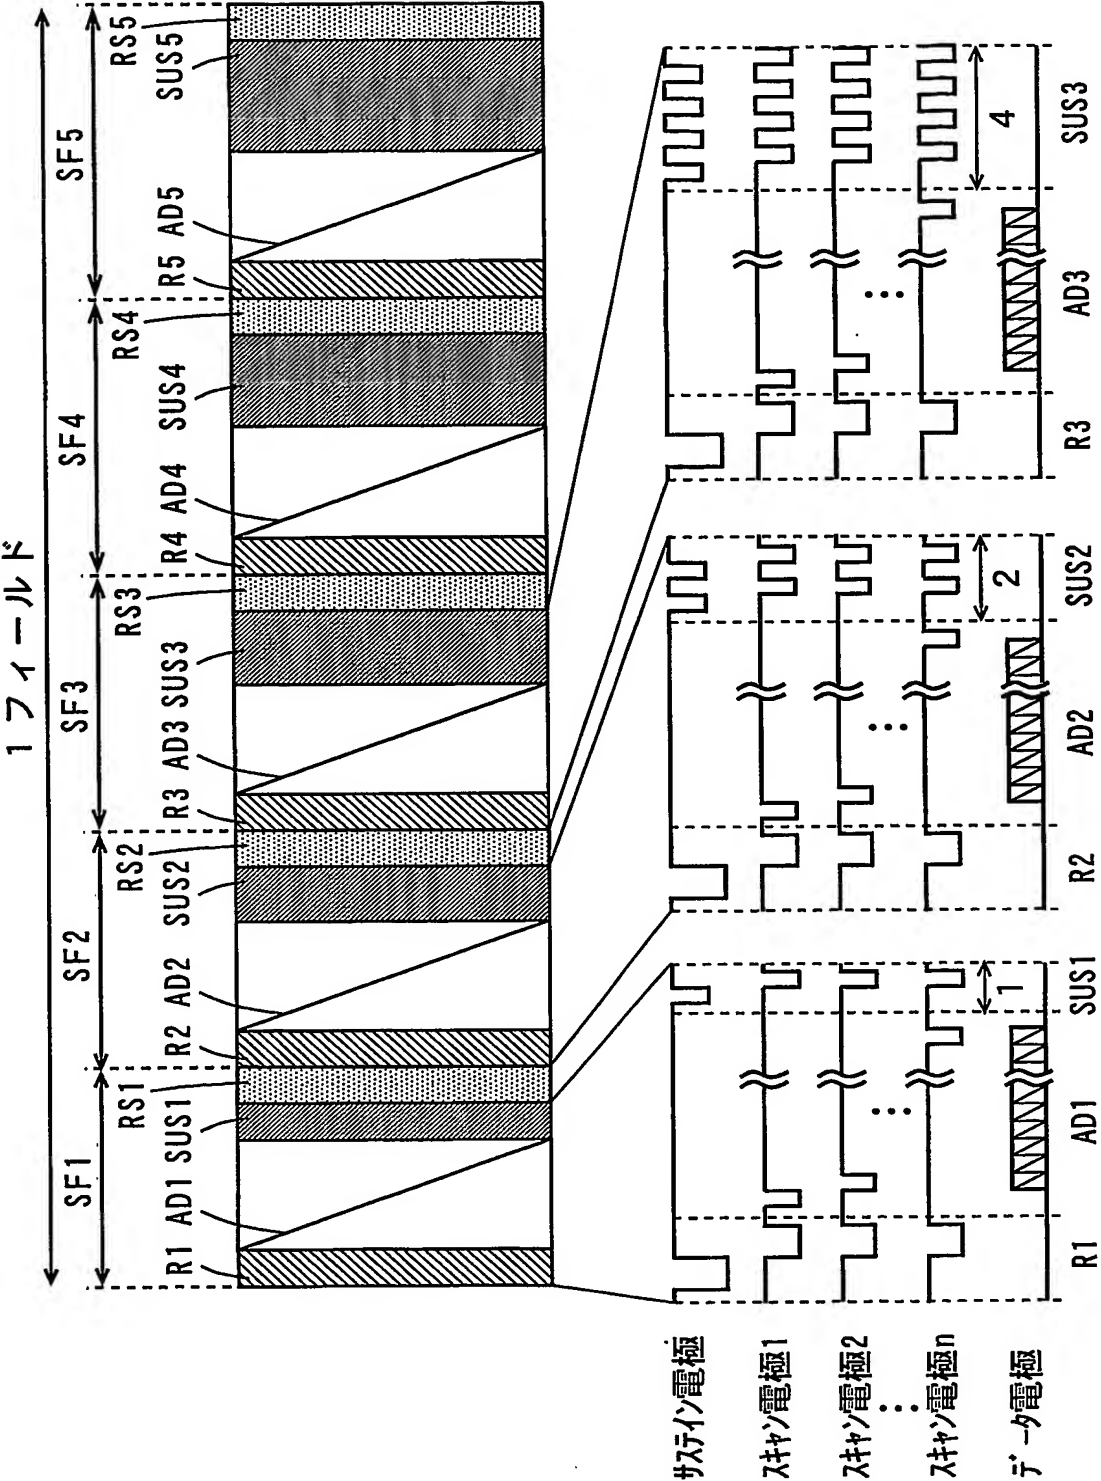 1フィールド
SF1
SF2
SF3
SF4
SF5
R1
AD1
SUS1
RS1
R2
AD2
SUS2
RS2
R3
AD3
SUS3
RS3
R4
AD4
SUS4
RS4
R5
AD5
SUS5
RS5
サステイン電極
スキャン電極1
スキャン電極2
・・・
スキャン電極n
データ電極
・・・
・・・
・・・
1
2
4
R1
AD1
SUS1
R2
AD2
SUS2
R3
AD3
SUS3